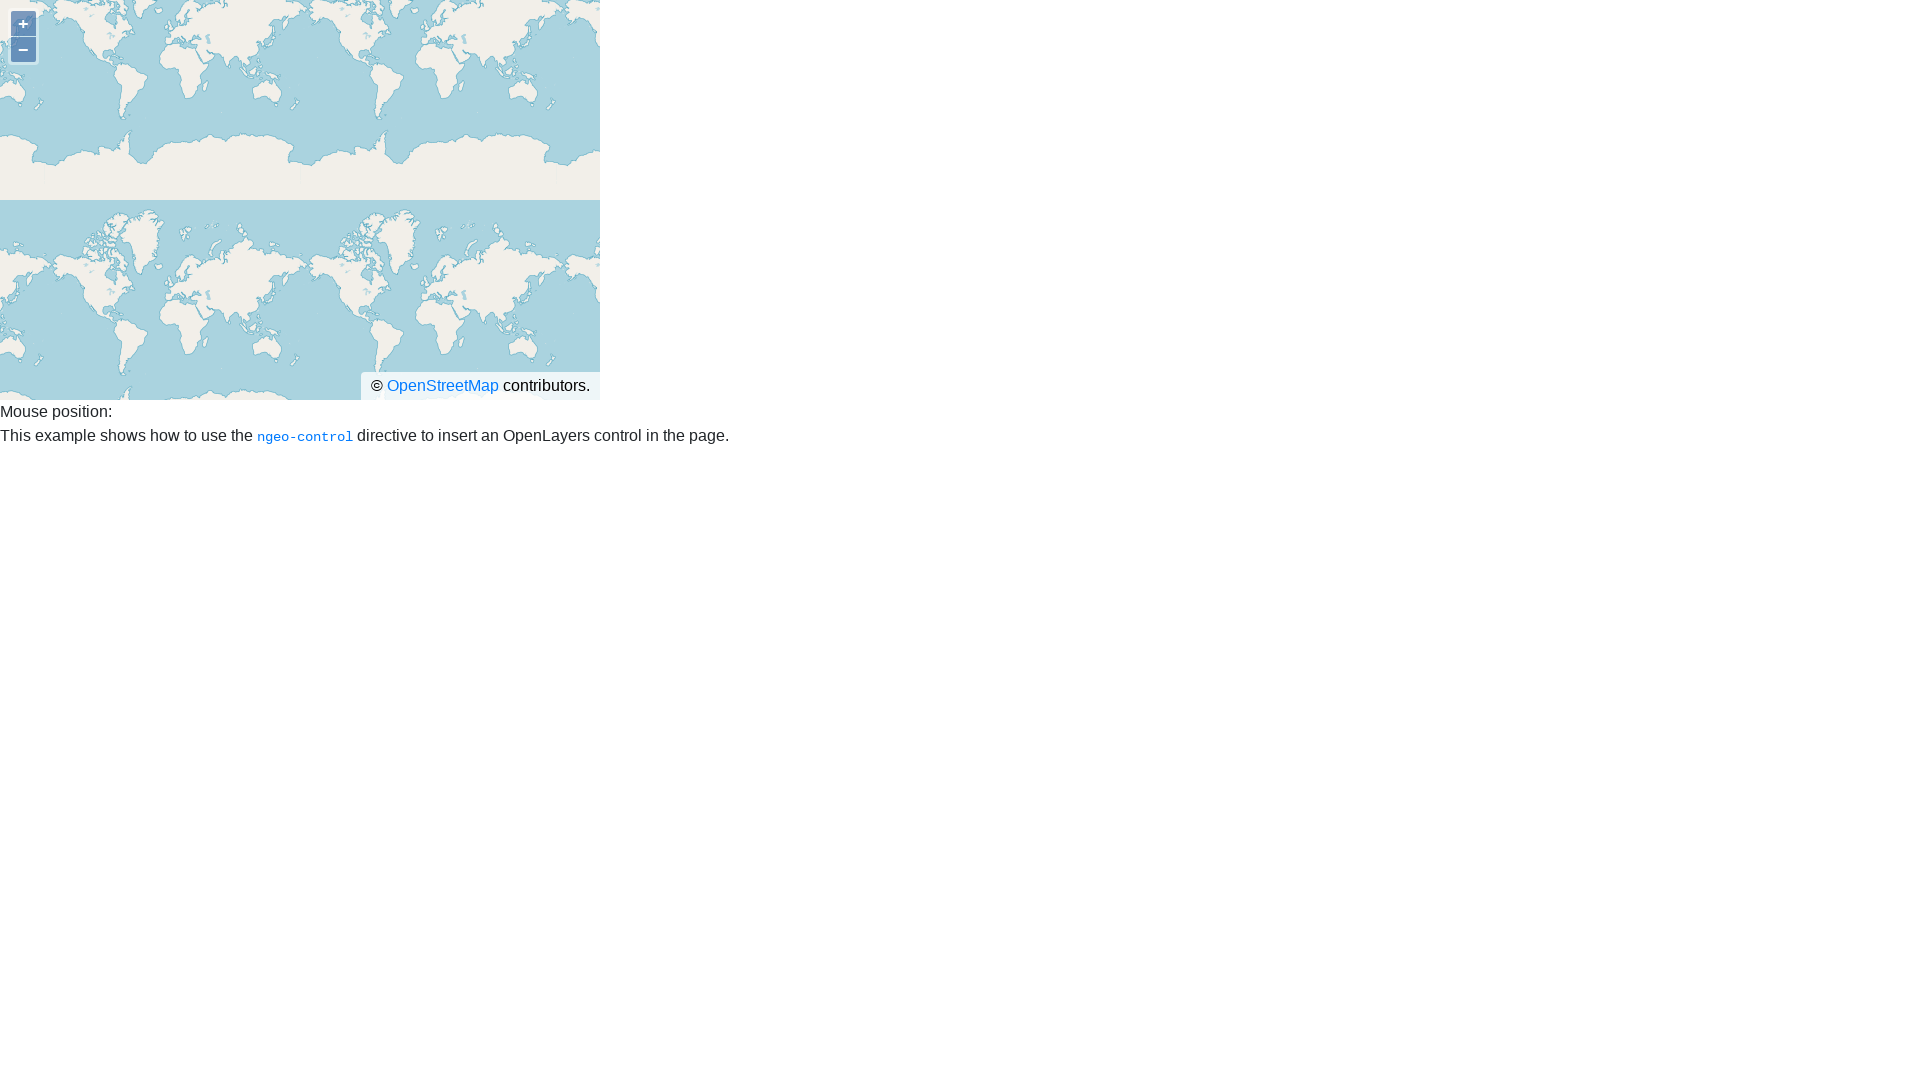 +
−
© OpenStreetMap contributors.
Mouse position:
This example shows how to use the ngeo-control directive to insert an OpenLayers control in the page.